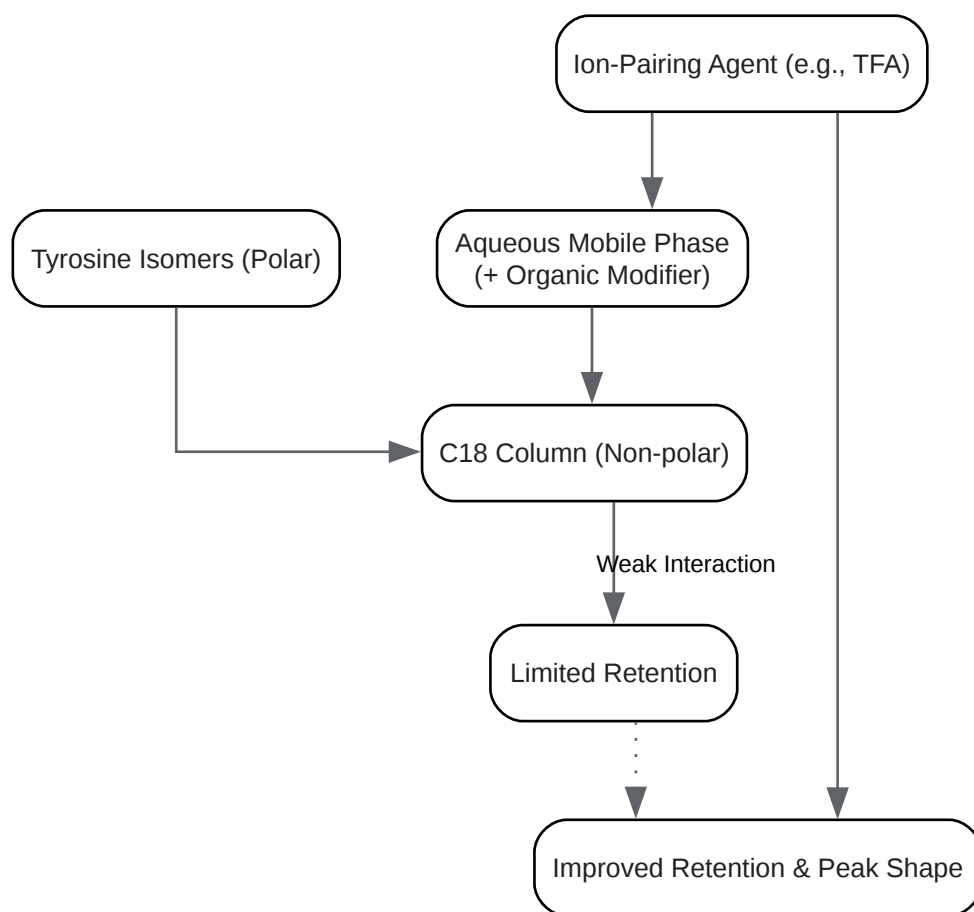 Ion-Pairing Agent (e.g., TFA)
Tyrosine Isomers (Polar)
Aqueous Mobile Phase
(+ Organic Modifier)
C18 Column (Non-polar)
Weak Interaction
Limited Retention
Improved Retention & Peak Shape